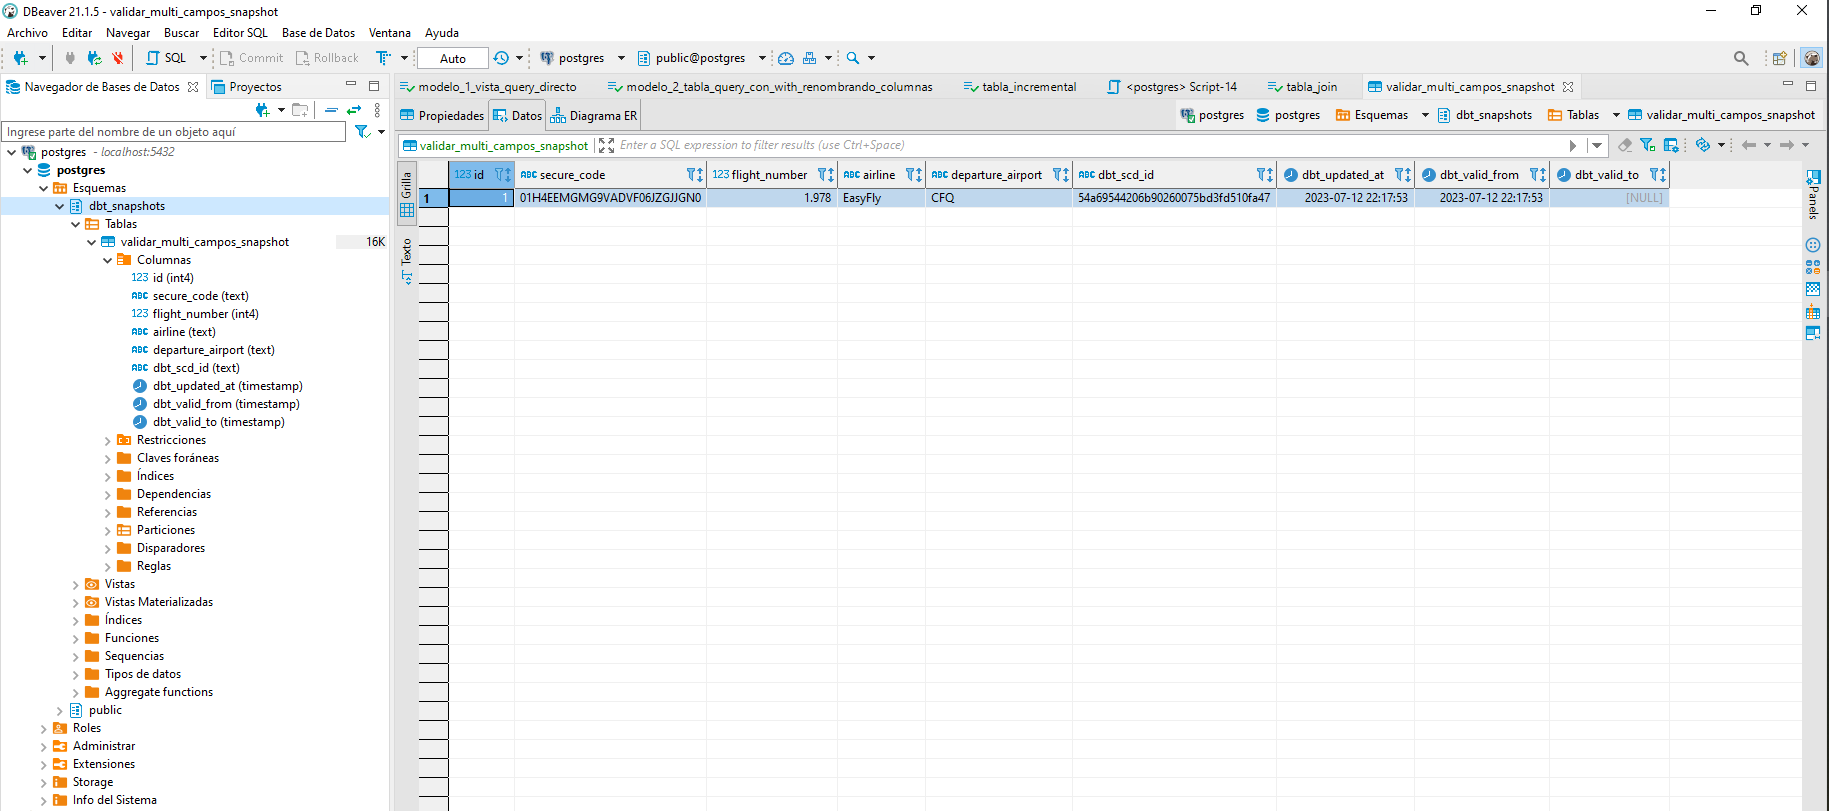 DBeaver 21.1.5 - validar_multi_campos_snapshot
Archivo Editar Navegar Buscar Editor SQL Base de Datos Ventana Ayuda
SQL Commit Rollback Auto postgres public@postgres
Navegador de Bases de Datos Proyectos
modelo_1_vista_query_directo modelo_2_tabla_query_con_with_renombrando_columnas tabla_incremental <postgres> Script-14 tabla_join validar_multi_campos_snapshot
Propiedades Datos Diagrama ER
postgres postgres Esquemas dbt_snapshots Tablas validar_multi_campos_snapshot
Ingrese parte del nombre de un objeto aquí
validar_multi_campos_snapshot Enter a SQL expression to filter results (use Ctrl+Space)
Grilla
Texto
123 id ABC secure_code 123 flight_number ABC airline ABC departure_airport ABC dbt_scd_id dbt_updated_at dbt_valid_from dbt_valid_to
1 1 01H4EEMGMG9VADVF06JZGJJGN0 1.978 EasyFly CFQ 54a69544206b90260075bd3fd510fa47 2023-07-12 22:17:53 2023-07-12 22:17:53 [NULL]
Panels
postgres - localhost:5432
postgres
Esquemas
dbt_snapshots
Tablas
validar_multi_campos_snapshot 16K
Columnas
123 id (int4)
ABC secure_code (text)
123 flight_number (int4)
ABC airline (text)
ABC departure_airport (text)
ABC dbt_scd_id (text)
dbt_updated_at (timestamp)
dbt_valid_from (timestamp)
dbt_valid_to (timestamp)
Restricciones
Claves foráneas
Índices
Dependencias
Referencias
Particiones
Disparadores
Reglas
Vistas
Vistas Materializadas
Índices
Funciones
Sequencias
Tipos de datos
Aggregate functions
public
Roles
Administrar
Extensiones
Storage
Info del Sistema